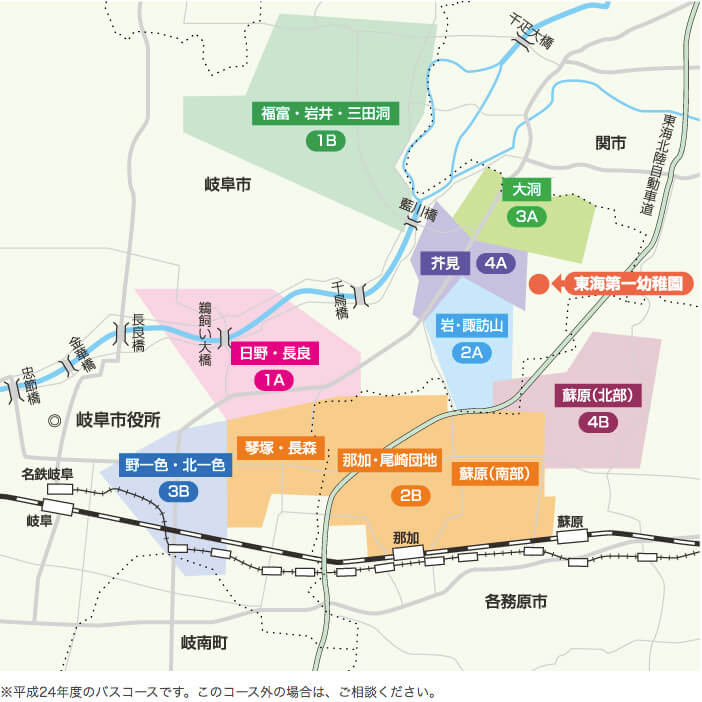 千疋大橋
福富・岩井・三田洞
1B
関市
東海北陸自動車道
岐阜市
大洞
3A
藍川橋
芥見
4A
東海第一幼稚園
千鳥橋
岩・諏訪山
2A
鵜飼い大橋
長良橋
金華橋
忠節橋
日野・長良
1A
蘇原(北部)
4B
岐阜市役所
琴塚・長森
那加・尾崎団地
蘇原(南部)
2B
野一色・北一色
3B
名鉄岐阜
岐阜
那加
蘇原
各務原市
岐南町
※平成24年度のバスコースです。このコース外の場合は、ご相談ください。